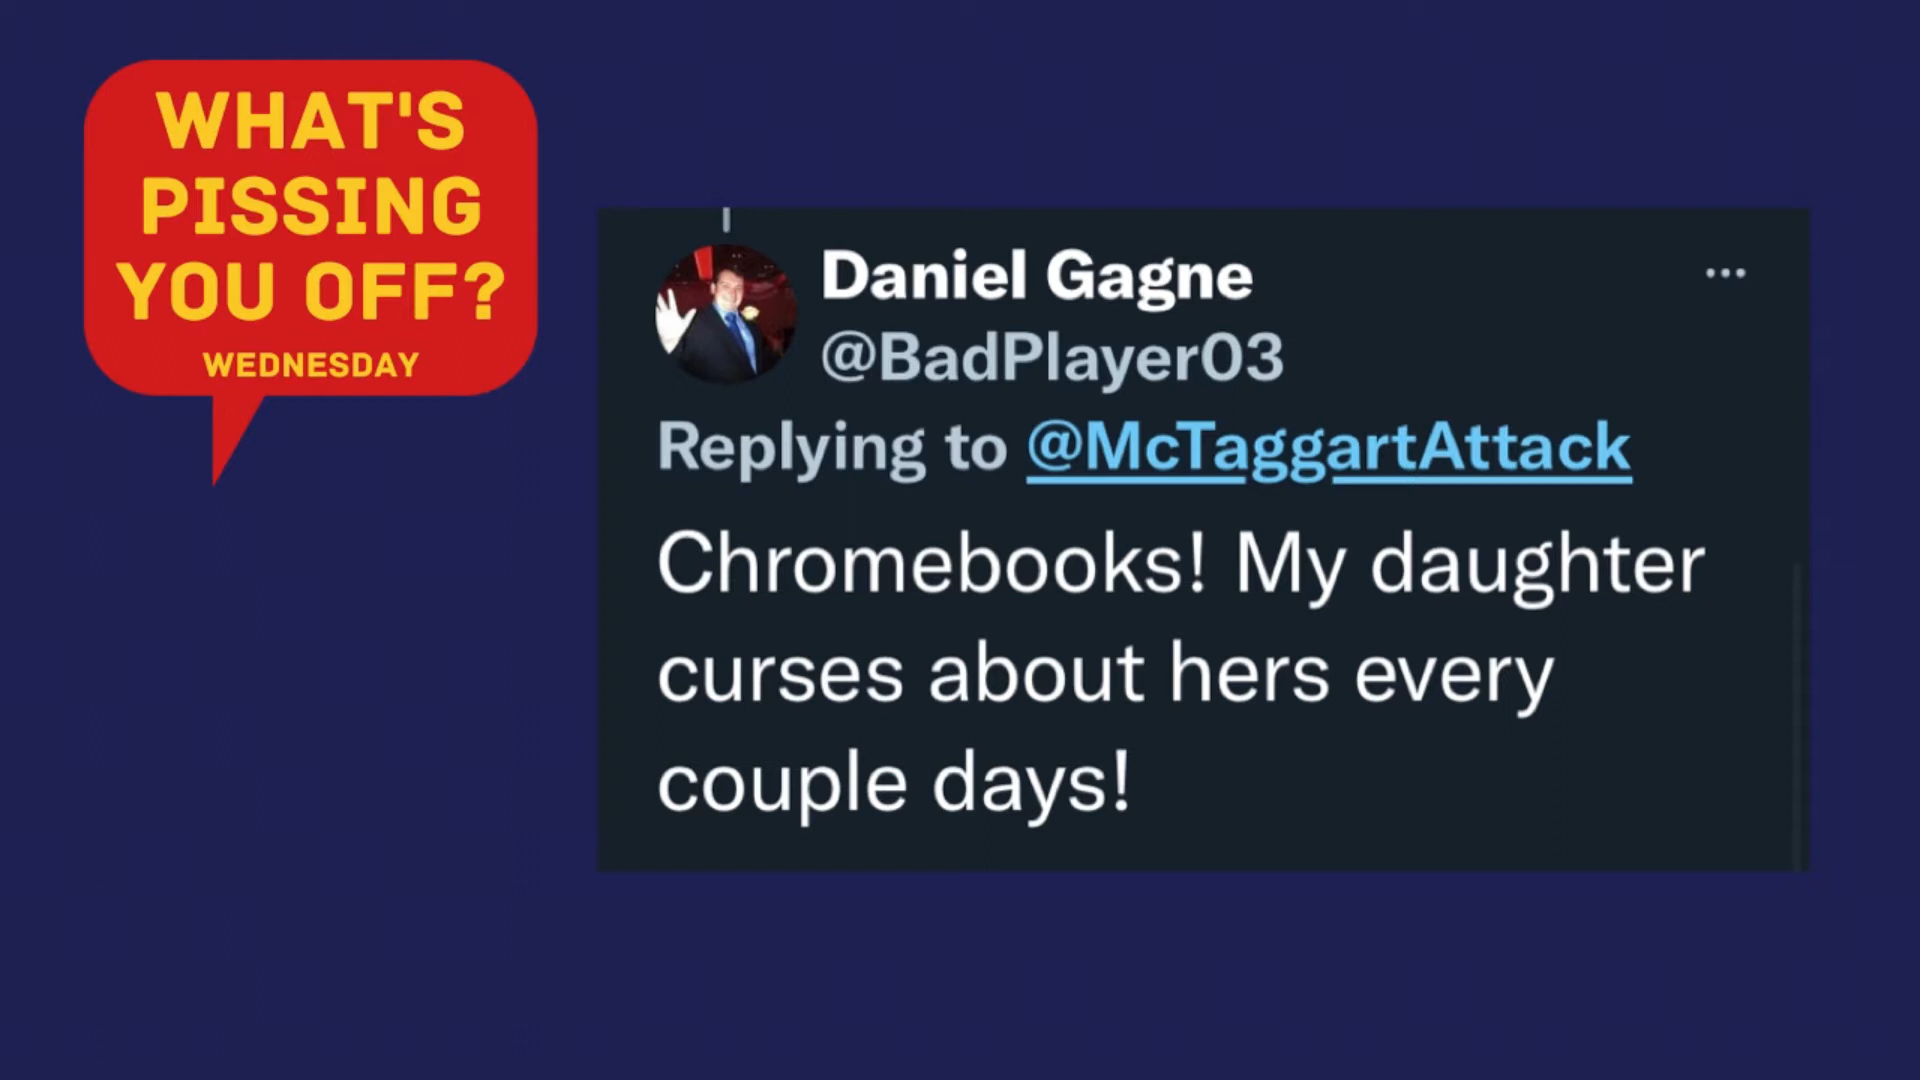 WHAT'S
PISSING
YOU OFF?
WEDNESDAY
Daniel Gagne
@BadPlayer03
Replying to @McTaggartAttack
Chromebooks! My daughter
curses about hers every
couple days!